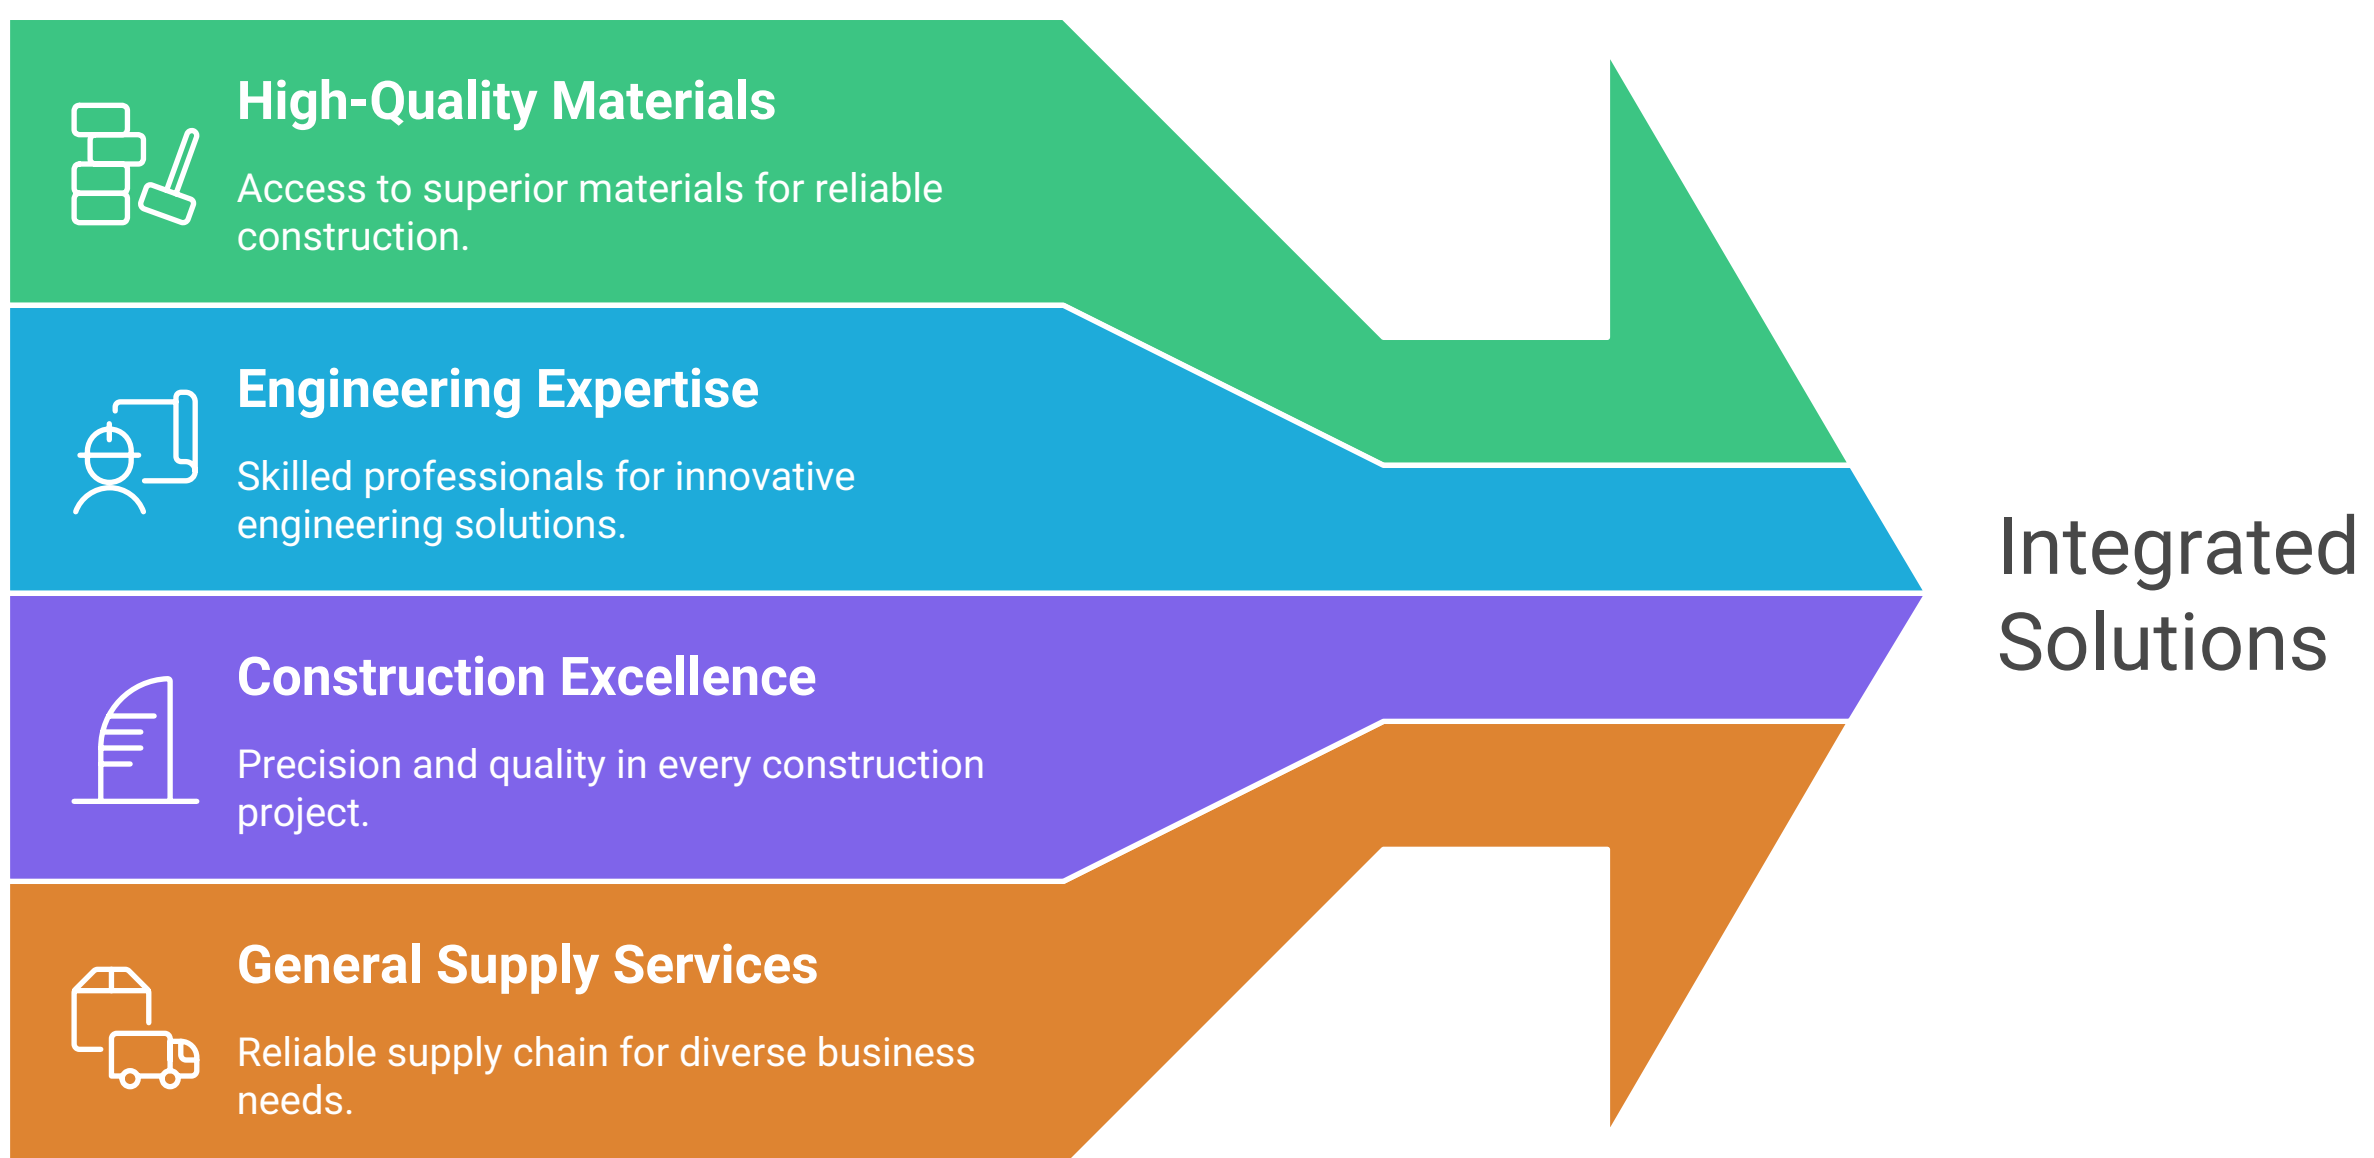 High-Quality Materials
Access to superior materials for reliable
construction.
Engineering Expertise
Skilled professionals for innovative
engineering solutions.
Integrated
Solutions
Construction Excellence
Precision and quality in every construction
project.
General Supply Services
Reliable supply chain for diverse business
needs.